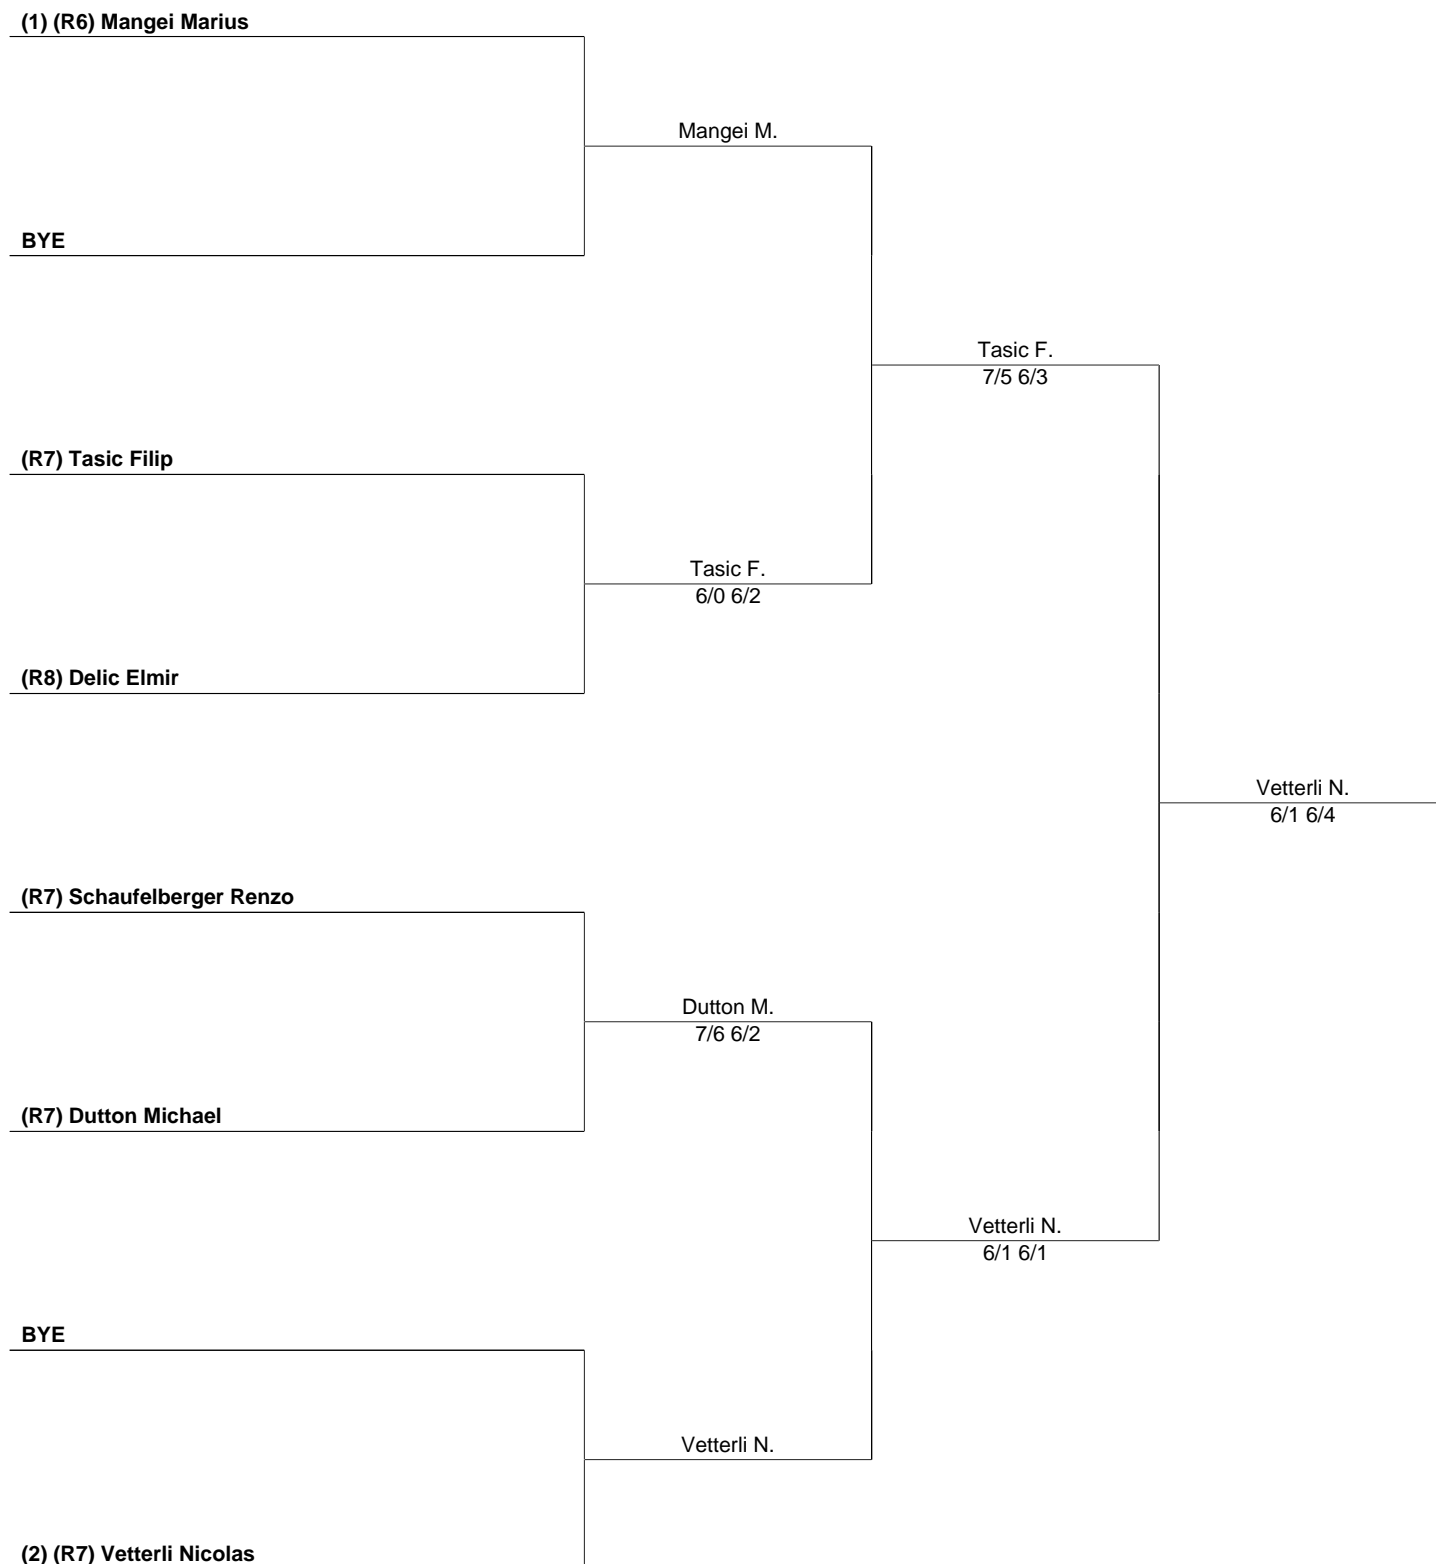 (1) (R6) Mangei Marius
Mangei M.
BYE
Tasic F.
7/5 6/3
(R7) Tasic Filip
Tasic F.
6/0 6/2
(R8) Delic Elmir
Vetterli N.
6/1 6/4
(R7) Schaufelberger Renzo
Dutton M.
7/6 6/2
(R7) Dutton Michael
Vetterli N.
6/1 6/1
BYE
Vetterli N.
(2) (R7) Vetterli Nicolas